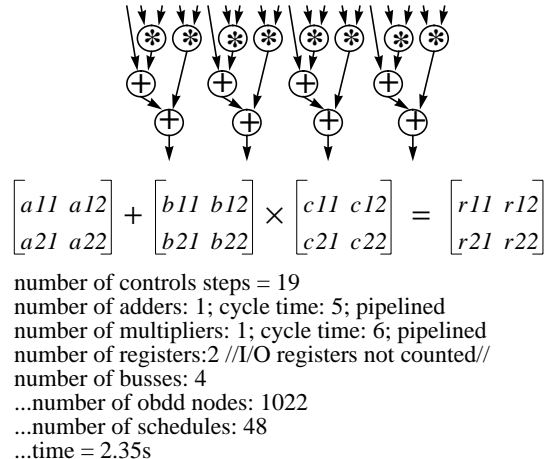 * * * * * * * *
+ + + +
+ + + +
a11 a12 b11 b12 c11 c12 r11 r12
+ × =
a21 a22 b21 b22 c21 c22 r21 r22
number of controls steps = 19
number of adders: 1; cycle time: 5; pipelined
number of multipliers: 1; cycle time: 6; pipelined
number of registers:2 //I/O registers not counted//
number of busses: 4
...number of obdd nodes: 1022
...number of schedules: 48
...time = 2.35s